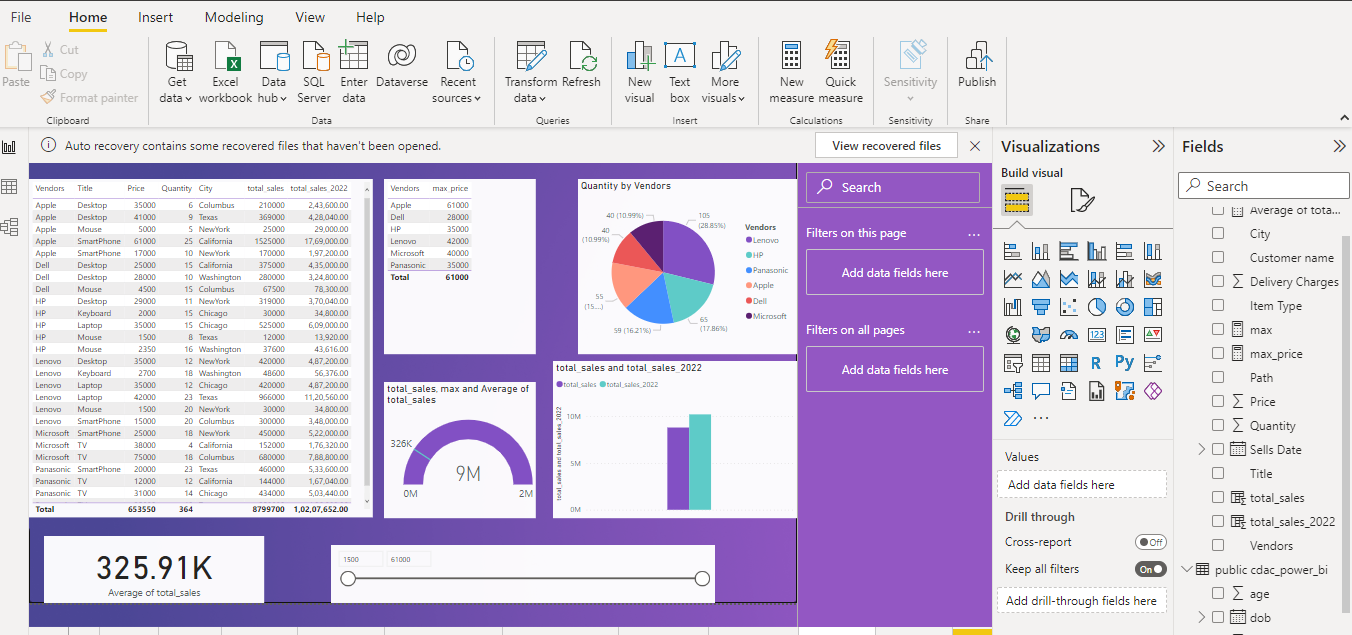 File Home Insert Modeling View Help
Paste
Cut
Copy
Format painter
Clipboard
Get data
Excel workbook
Data hub
SQL Server
Enter data
Dataverse
Recent sources
Data
Transform data
Refresh
Queries
New visual
Text box
More visuals
Insert
New measure
Quick measure
Calculations
Sensitivity
Sensitivity
Publish
Share
Auto recovery contains some recovered files that haven't been opened.
View recovered files
Vendors Title Price Quantity City total_sales total_sales_2022
Apple Desktop 35000 6 Columbus 210000 2,43,600.00
Apple Desktop 41000 9 Texas 369000 4,28,040.00
Apple Mouse 5000 5 NewYork 25000 29,000.00
Apple SmartPhone 61000 25 California 1525000 17,69,000.00
Apple SmartPhone 17000 10 NewYork 170000 1,97,200.00
Dell Desktop 25000 15 California 375000 4,35,000.00
Dell Desktop 28000 10 Washington 280000 3,24,800.00
Dell Mouse 4500 15 Columbus 67500 78,300.00
HP Desktop 29000 11 NewYork 319000 3,70,040.00
HP Keyboard 2000 15 Chicago 30000 34,800.00
HP Laptop 35000 15 Chicago 525000 6,09,000.00
HP Mouse 1500 8 Texas 12000 13,920.00
HP Mouse 2350 16 Washington 37600 43,616.00
Lenovo Desktop 35000 12 NewYork 420000 4,87,200.00
Lenovo Keyboard 2700 18 Washington 48600 56,376.00
Lenovo Laptop 35000 12 Chicago 420000 4,87,200.00
Lenovo Laptop 42000 23 Texas 966000 11,20,560.00
Lenovo Mouse 1500 20 NewYork 30000 34,800.00
Lenovo SmartPhone 15000 20 Columbus 300000 3,48,000.00
Microsoft SmartPhone 25000 18 NewYork 450000 5,22,000.00
Microsoft TV 38000 4 California 152000 1,76,320.00
Microsoft TV 75000 18 Columbus 680000 7,88,800.00
Panasonic SmartPhone 20000 23 Texas 460000 5,33,600.00
Panasonic TV 12000 12 California 144000 1,67,040.00
Panasonic TV 31000 14 Chicago 434000 5,03,440.00
Total 653550 364 8799700 1,02,07,652.00
Vendors max_price
Apple 61000
Dell 28000
HP 35000
Lenovo 42000
Microsoft 40000
Panasonic 35000
Total 61000
Quantity by Vendors
40 (10.99%)
105 (28.85%)
40 (10.99%)
55 (15....)
59 (16.21%)
65 (17.86%)
Vendors
Lenovo
HP
Panasonic
Apple
Dell
Microsoft
total_sales, max and Average of total_sales
326K
9M
0M 2M
total_sales and total_sales_2022
total_sales total_sales_2022
total_sales and total_sales_2022
10M
5M
0M
325.91K
Average of total_sales
1500 61000
Search
Filters on this page ...
Add data fields here
Filters on all pages ...
Add data fields here
Visualizations
Build visual
123
R
Py
...
Values
Add data fields here
Drill through
Cross-report Off
Keep all filters On
Add drill-through fields here
Fields
Search
Average of tota...
City
Customer name
Delivery Charges
Item Type
max
max_price
Path
Price
Quantity
Sells Date
Title
total_sales
total_sales_2022
Vendors
public cdac_power_bi
age
dob